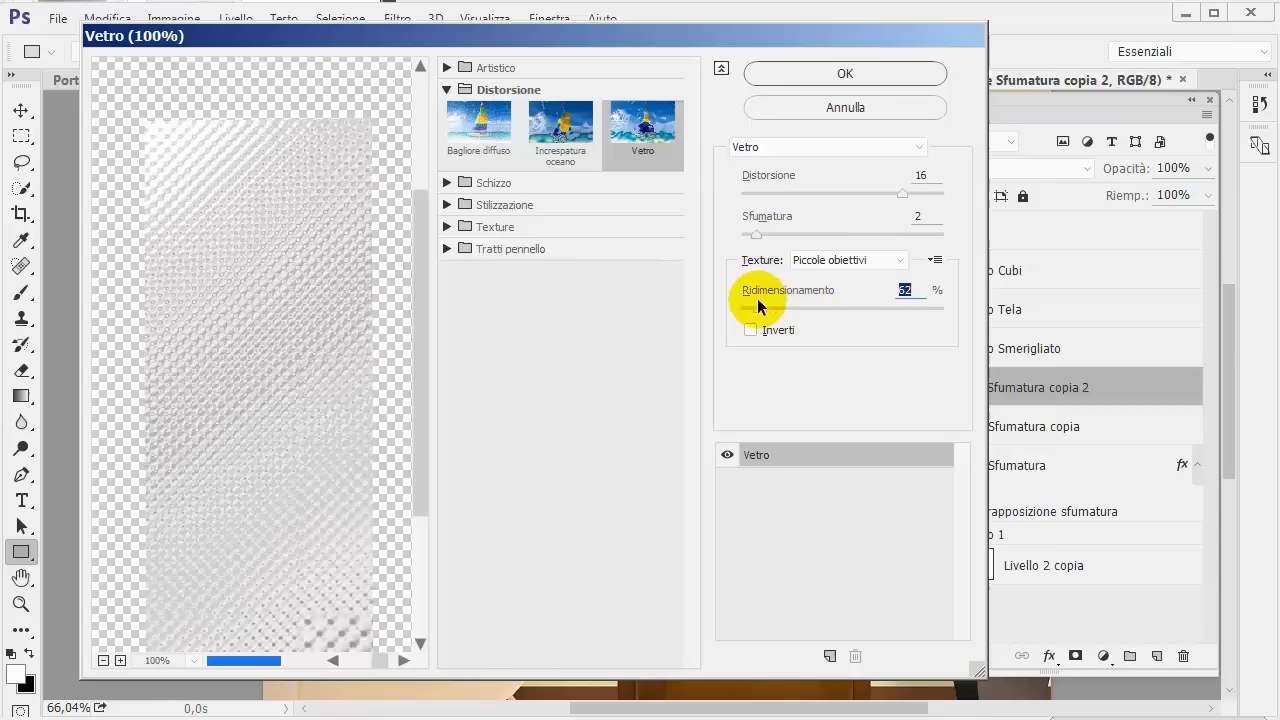 Ps File Modifica Immagine Livello Testo Selezione Filtro 3D Visualizza Finestra Aiuto
Vetro (100%)
Essenziali
Port
e Sfumatura copia 2, RGB/8) *
Artistico
Distorsione
Bagliore diffuso
Increspatura
oceano
Vetro
Schizzo
Stilizzazione
Texture
Tratti pennello
OK
Annulla
Vetro
Distorsione 16
Sfumatura 2
Texture: Piccole obiettivi
Ridimensionamento 62 %
Inverti
Vetro
Opacità: 100%
Riemp.: 100%
o Cubi
o Tela
o Smerigliato
Sfumatura copia 2
Sfumatura copia
Sfumatura fx
rapposizione sfumatura
o 1
Livello 2 copia
fx
100%
66,04% 0,0s